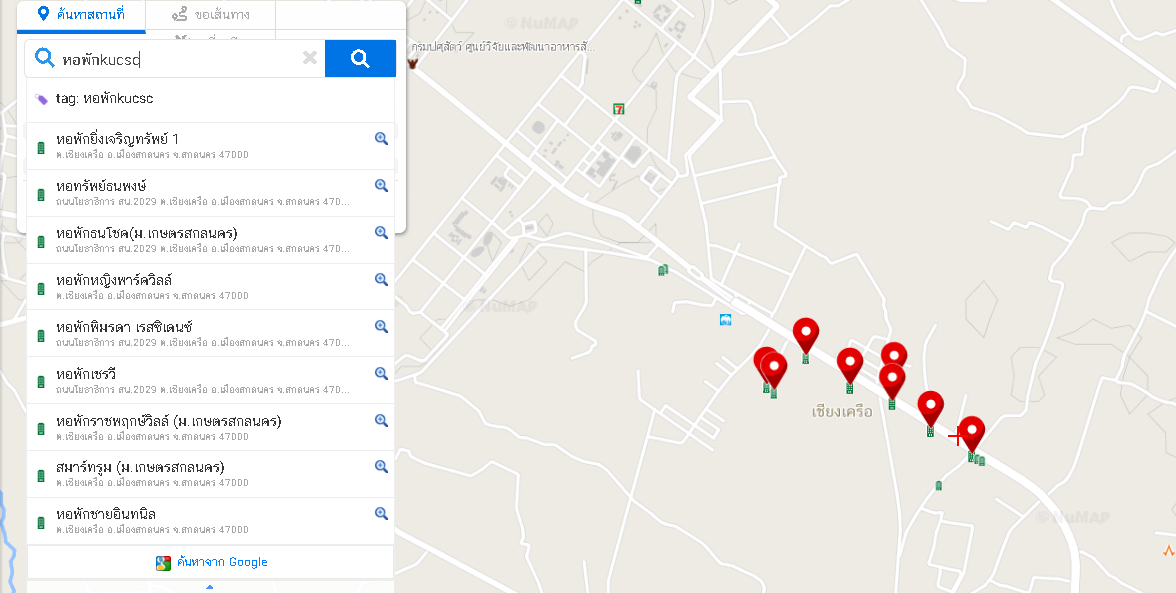 ค้นหาสถานที่
ขอเส้นทาง
หอพักkucsc
tag: หอพักkucsc
หอพักยิ่งเจริญทรัพย์ 1
ต.เชียงเครือ อ.เมืองสกลนคร จ.สกลนคร 47000
หอทรัพย์ธนพงษ์
ถนนโยธาธิการ สน.2029 ต.เชียงเครือ อ.เมืองสกลนคร จ.สกลนคร 470...
หอพักธนโชค(ม.เกษตรสกลนคร)
ถนนโยธาธิการ สน.2029 ต.เชียงเครือ อ.เมืองสกลนคร จ.สกลนคร 470...
หอพักหญิงพาร์ควิลล์
ต.เชียงเครือ อ.เมืองสกลนคร จ.สกลนคร 47000
หอพักพิมรดา เรสซิเดนซ์
ถนนโยธาธิการ สน.2029 ต.เชียงเครือ อ.เมืองสกลนคร จ.สกลนคร 470...
หอพักเชรวี
ถนนโยธาธิการ สน.2029 ต.เชียงเครือ อ.เมืองสกลนคร จ.สกลนคร 470...
หอพักราชพฤกษ์วิลล์ (ม.เกษตรสกลนคร)
ต.เชียงเครือ อ.เมืองสกลนคร จ.สกลนคร 47000
สมาร์ทรูม (ม.เกษตรสกลนคร)
ต.เชียงเครือ อ.เมืองสกลนคร จ.สกลนคร 47000
หอพักชายอินทนิล
ต.เชียงเครือ อ.เมืองสกลนคร จ.สกลนคร 47000
ค้นหาจาก Google
© NuMAP
กรมปศุสัตว์ ศูนย์วิจัยและพัฒนาอาหารสั...
7
© NuMAP
เชียงเครือ
© NuMAP